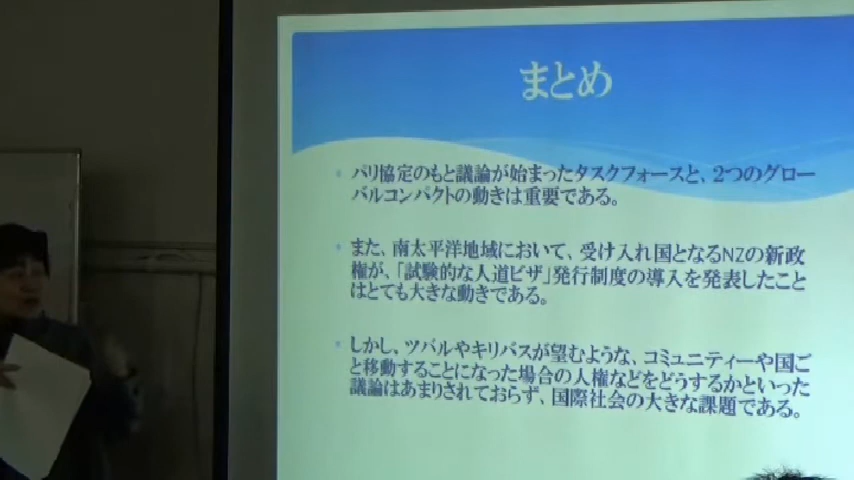 まとめ
パリ協定のもと議論が始まったタスクフォースと、2つのグロー
バルコンパクトの動きは重要である。
また、南太平洋地域において、受け入れ国となるNZの新政
権が、「試験的な人道ビザ」発行制度の導入を発表したこと
はとても大きな動きである。
しかし、ツバルやキリバスが望むような、コミュニティーや国ご
と移動することになった場合の人権などをどうするかといった
議論はあまりされておらず、国際社会の大きな課題である。